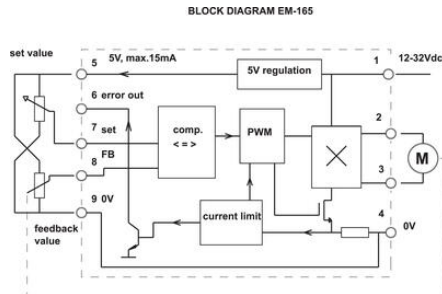 BLOCK DIAGRAM EM-165
set value
5
5V, max.15mA
5V regulation
1
12-32Vdc
6
error out
7
set
comp.
< = >
PWM
2
M
8
FB
3
9
0V
current limit
4
0V
feedback
value